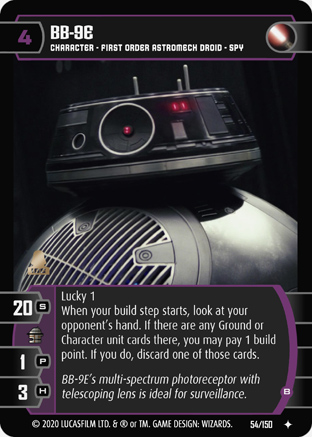 4
BB-9E
CHARACTER - FIRST ORDER ASTROMECH DROID - SPY
20 S
1 P
3 H
Lucky 1
When your build step starts, look at your
opponent's hand. If there are any Ground or
Character unit cards there, you may pay 1 build
point. If you do, discard one of those cards.
BB-9E's multi-spectrum photoreceptor with
telescoping lens is ideal for surveillance.
B
© 2020 LUCASFILM LTD. & ® or TM. GAME DESIGN: WIZARDS.
54/150